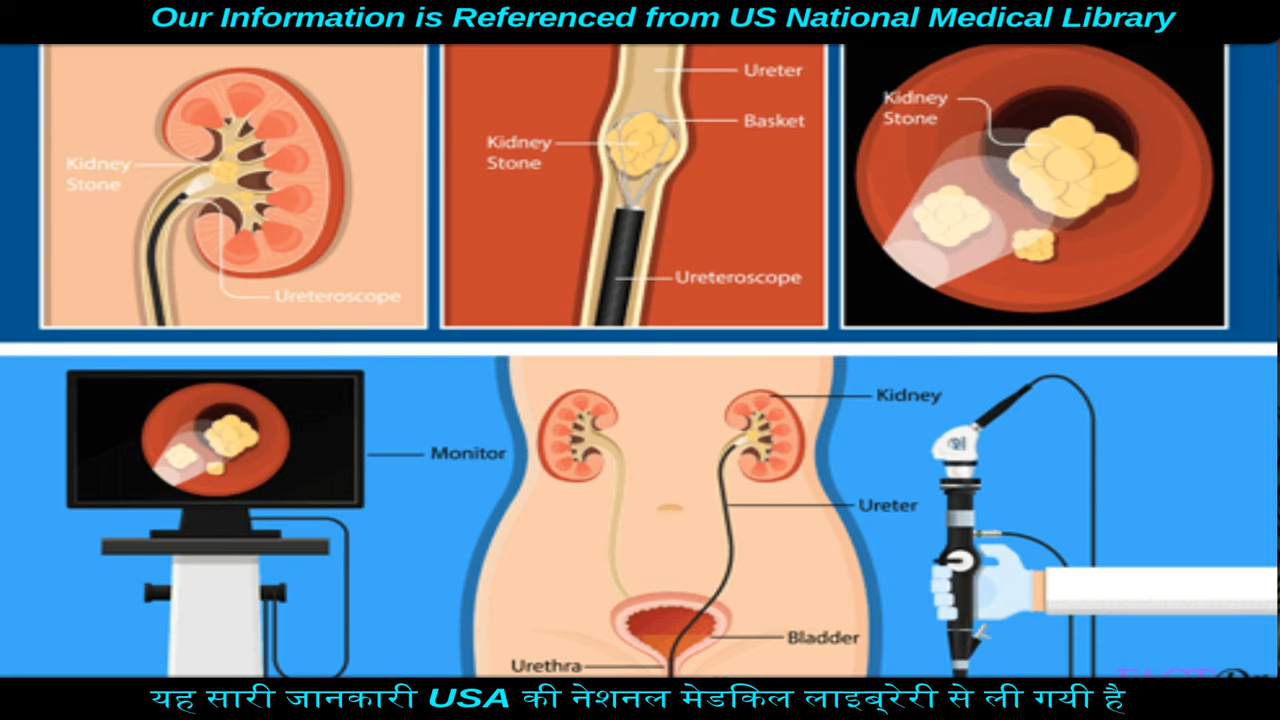 Our Information is Referenced from US National Medical Library
Kidney
Stone
Ureteroscope
Ureter
Basket
Kidney
Stone
Ureteroscope
Kidney
Stone
Monitor
Kidney
Ureter
Bladder
Urethra
यह सारी जानकारी USA की नेशनल मेडिकल लाइब्रेरी से ली गयी है